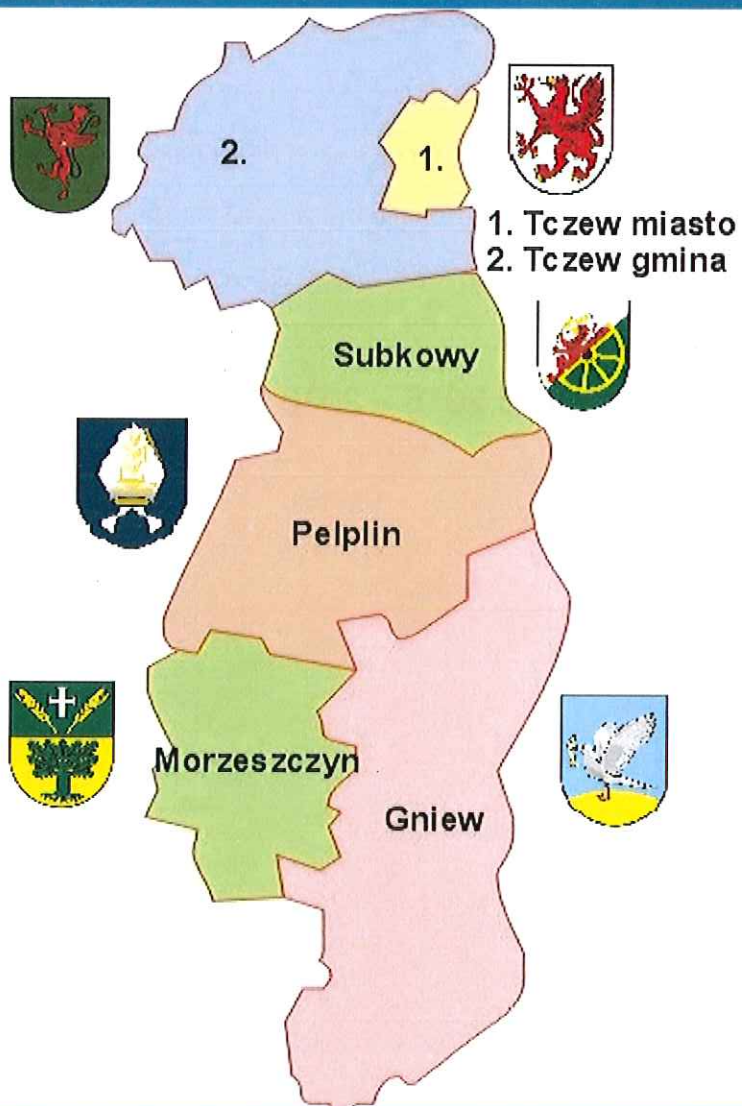 2.
1.
1. Tczew miasto
2. Tczew gmina
Subkowy
Pelplin
Morzeszczyn
Gniew